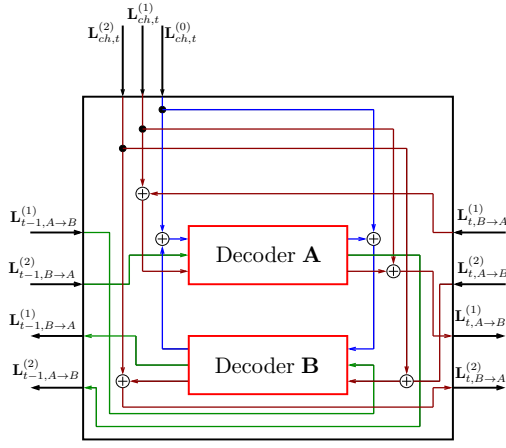 L_{ch,t}^{(2)} L_{ch,t}^{(1)} L_{ch,t}^{(0)}
L_{t-1,A→B}^{(1)} L_{t,B→A}^{(1)}
Decoder A
L_{t-1,B→A}^{(2)} L_{t,A→B}^{(2)}
L_{t-1,B→A}^{(1)} L_{t,A→B}^{(1)}
Decoder B
L_{t-1,A→B}^{(2)} L_{t,B→A}^{(2)}